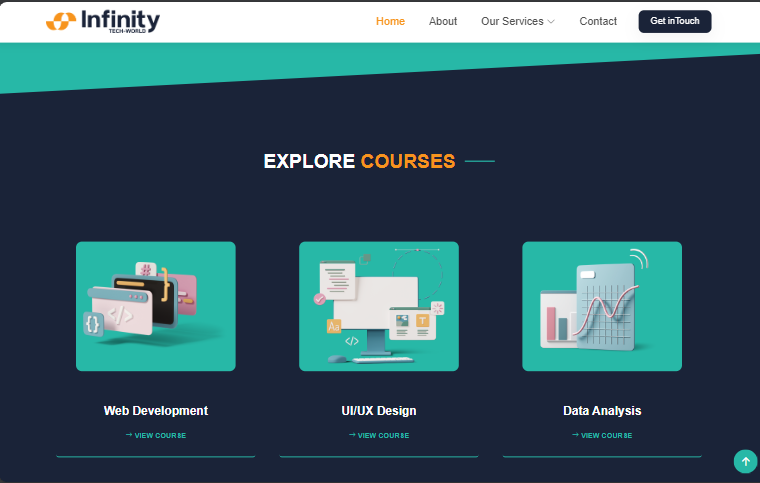 Infinity
TECH-WORLD
Home About Our Services Contact Get inTouch
EXPLORE COURSES
#
</>
{}
Aa
T
</>
Web Development UI/UX Design Data Analysis
→ VIEW COURSE → VIEW COURSE → VIEW COURSE